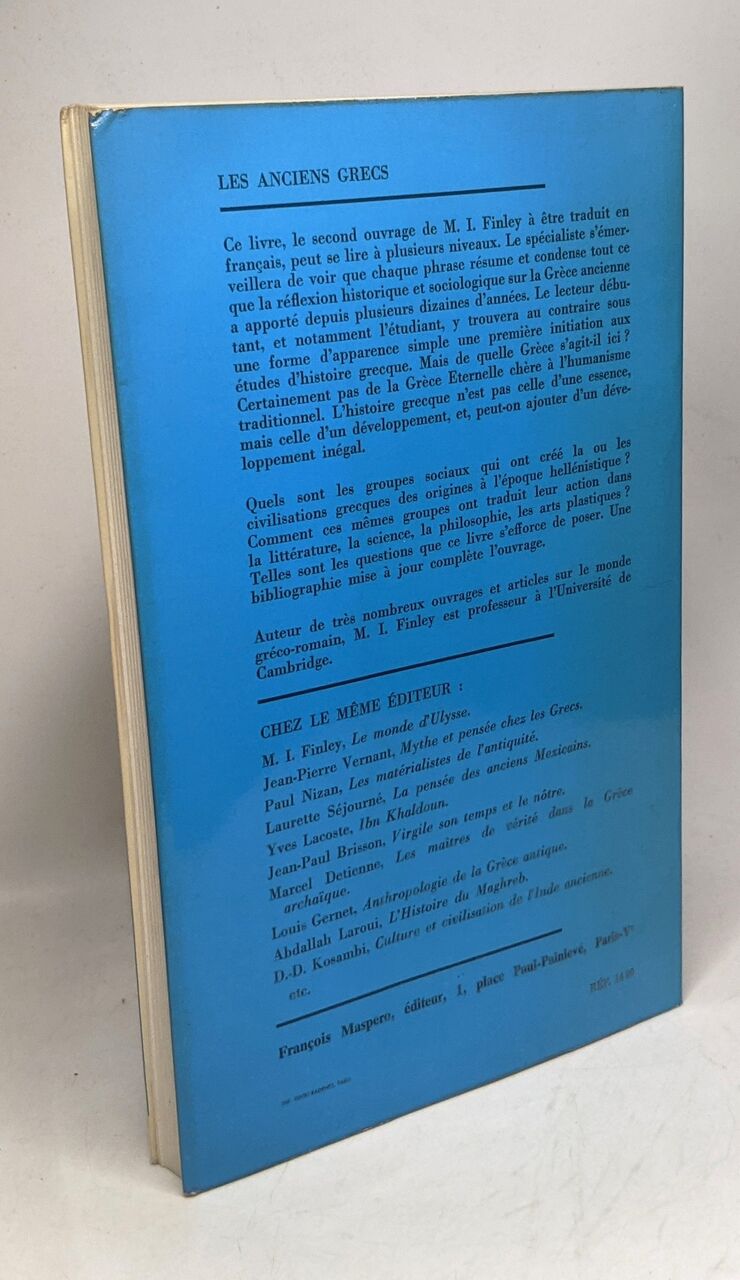 LES ANCIENS GRECS
Ce livre, le second ouvrage de M. I. Finley à être traduit en
français, peut se lire à plusieurs niveaux. Le spécialiste s'émer-
veillera de voir que chaque phrase résume et condense tout ce
que la réflexion historique et sociologique sur la Grèce ancienne
a apporté depuis plusieurs dizaines d'années. Le lecteur débu-
tant, et notamment l'étudiant, y trouvera au contraire sous
une forme d'apparence simple une première initiation aux
études d'histoire grecque. Mais de quelle Grèce s'agit-il ici ?
Certainement pas de la Grèce Eternelle chère à l'humanisme
traditionnel. L'histoire grecque n'est pas celle d'une essence,
mais celle d'un développement, et, peut-on ajouter d'un déve-
loppement inégal.
Quels sont les groupes sociaux qui ont créé la ou les
civilisations grecques des origines à l'époque hellénistique ?
Comment ces mêmes groupes ont traduit leur action dans
la littérature, la science, la philosophie, les arts plastiques ?
Telles sont les questions que ce livre s'efforce de poser. Une
bibliographie mise à jour complète l'ouvrage.
Auteur de très nombreux ouvrages et articles sur le monde
gréco-romain, M. I. Finley est professeur à l'Université de
Cambridge.
CHEZ LE MÊME ÉDITEUR :
M. I. Finley, Le monde d'Ulysse.
Jean-Pierre Vernant, Mythe et pensée chez les Grecs.
Paul Nizan, Les matérialistes de l'antiquité.
Laurette Séjourné, La pensée des anciens Mexicains.
Yves Lacoste, Ibn Khaldoun.
Jean-Paul Brisson, Virgile son temps et le nôtre.
Marcel Detienne, Les maîtres de vérité dans la Grèce
archaïque.
Louis Gernet, Anthropologie de la Grèce antique.
Abdallah Laroui, L'Histoire du Maghreb.
D.-D. Kosambi, Culture et civilisation de l'Inde ancienne.
etc.
François Maspero, éditeur, 1, place Paul-Painlevé, Paris-Vᵉ